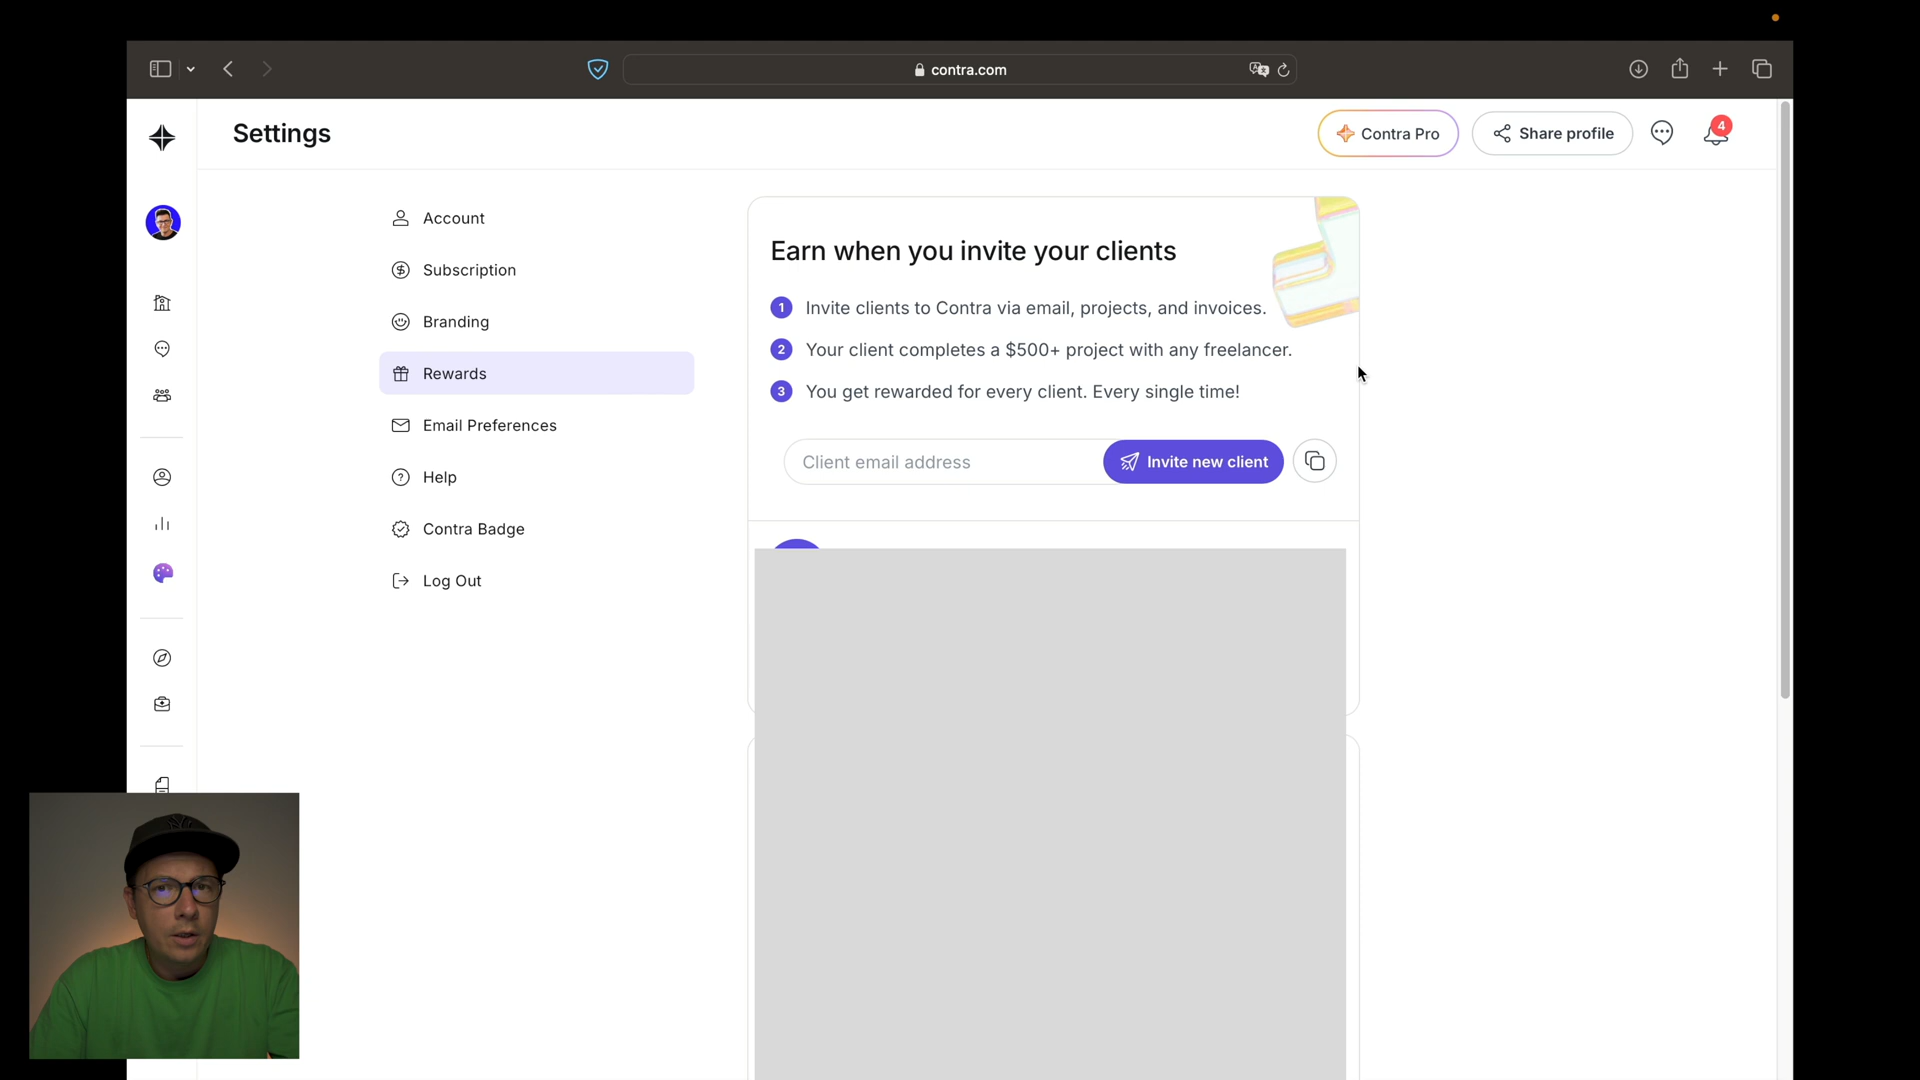 contra.com
Settings
Contra Pro
Share profile
4
Account
Subscription
Branding
Rewards
Email Preferences
Help
Contra Badge
Log Out
Earn when you invite your clients
1 Invite clients to Contra via email, projects, and invoices.
2 Your client completes a $500+ project with any freelancer.
3 You get rewarded for every client. Every single time!
Client email address
Invite new client